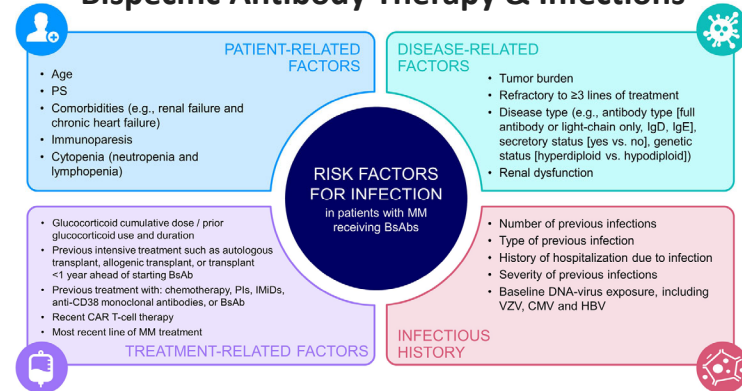 Bispecific Antibody Therapy & Infections
PATIENT-RELATED
FACTORS
• Age
• PS
• Comorbidities (e.g., renal failure and
chronic heart failure)
• Immunoparesis
• Cytopenia (neutropenia and
lymphopenia)
DISEASE-RELATED
FACTORS
• Tumor burden
• Refractory to ≥3 lines of treatment
• Disease type (e.g., antibody type [full
antibody or light-chain only, IgD, IgE],
secretory status [yes vs. no], genetic
status [hyperdiploid vs. hypodiploid])
• Renal dysfunction
RISK FACTORS
FOR INFECTION
in patients with MM
receiving BsAbs
• Glucocorticoid cumulative dose / prior
glucocorticoid use and duration
• Previous intensive treatment such as autologous
transplant, allogenic transplant, or transplant
<1 year ahead of starting BsAb
• Previous treatment with: chemotherapy, PIs, IMiDs,
anti-CD38 monoclonal antibodies, or BsAb
• Recent CAR T-cell therapy
• Most recent line of MM treatment
TREATMENT-RELATED FACTORS
• Number of previous infections
• Type of previous infection
• History of hospitalization due to infection
• Severity of previous infections
• Baseline DNA-virus exposure, including
VZV, CMV and HBV
INFECTIOUS
HISTORY